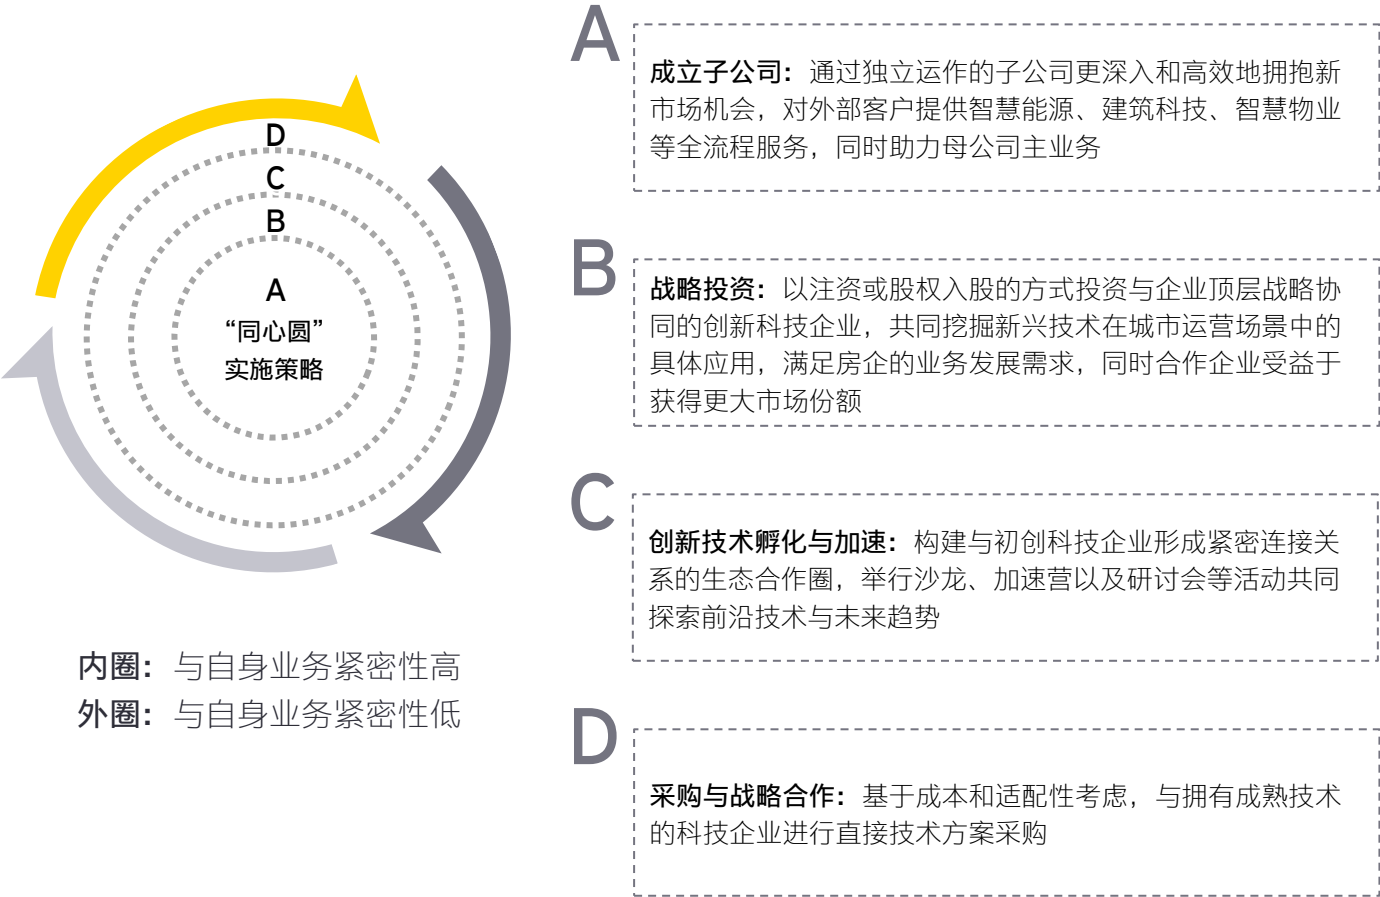 D
C
B
A
“同心圆”
实施策略
内圈：与自身业务紧密性高
外圈：与自身业务紧密性低
A
成立子公司：通过独立运作的子公司更深入和高效地拥抱新
市场机会，对外部客户提供智慧能源、建筑科技、智慧物业
等全流程服务，同时助力母公司主业务
B
战略投资：以注资或股权入股的方式投资与企业顶层战略协
同的创新科技企业，共同挖掘新兴技术在城市运营场景中的
具体应用，满足房企的业务发展需求，同时合作企业受益于
获得更大市场份额
C
创新技术孵化与加速：构建与初创科技企业形成紧密连接关
系的生态合作圈，举行沙龙、加速营以及研讨会等活动共同
探索前沿技术与未来趋势
D
采购与战略合作：基于成本和适配性考虑，与拥有成熟技术
的科技企业进行直接技术方案采购